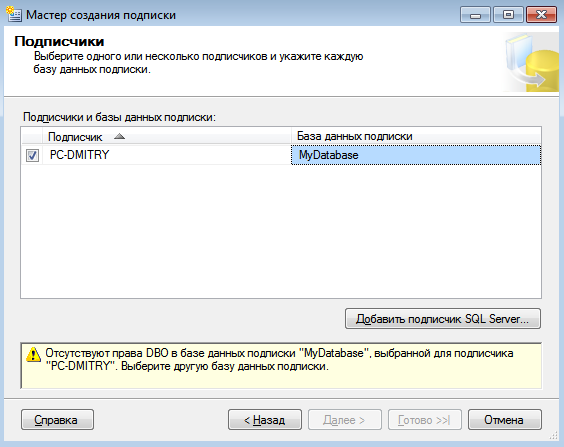 Мастер создания подписки
Подписчики
Выберите одного или несколько подписчиков и укажите каждую
базу данных подписки.
Подписчики и базы данных подписки:
Подписчик База данных подписки
PC-DMITRY MyDatabase
Добавить подписчик SQL Server...
Отсутствуют права DBO в базе данных подписки "MyDatabase", выбранной для подписчика
"PC-DMITRY". Выберите другую базу данных подписки.
Справка < Назад Далее > Готово >>| Отмена